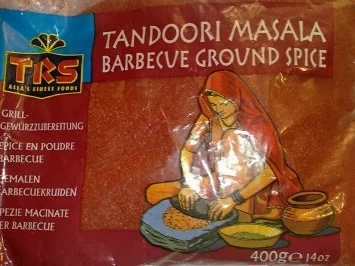 TANDOORI MASALA
BARBECUE GROUND SPICE
TRS
ASIA'S FINEST FOODS
GRILL-
GEWÜRZZUBEREITUNG
EPICE EN POUDRE
BARBECUE
GEMALEN
BARBECUEKRUIDEN
SPEZIE MACINATE
PER BARBECUE
400g e 14oz